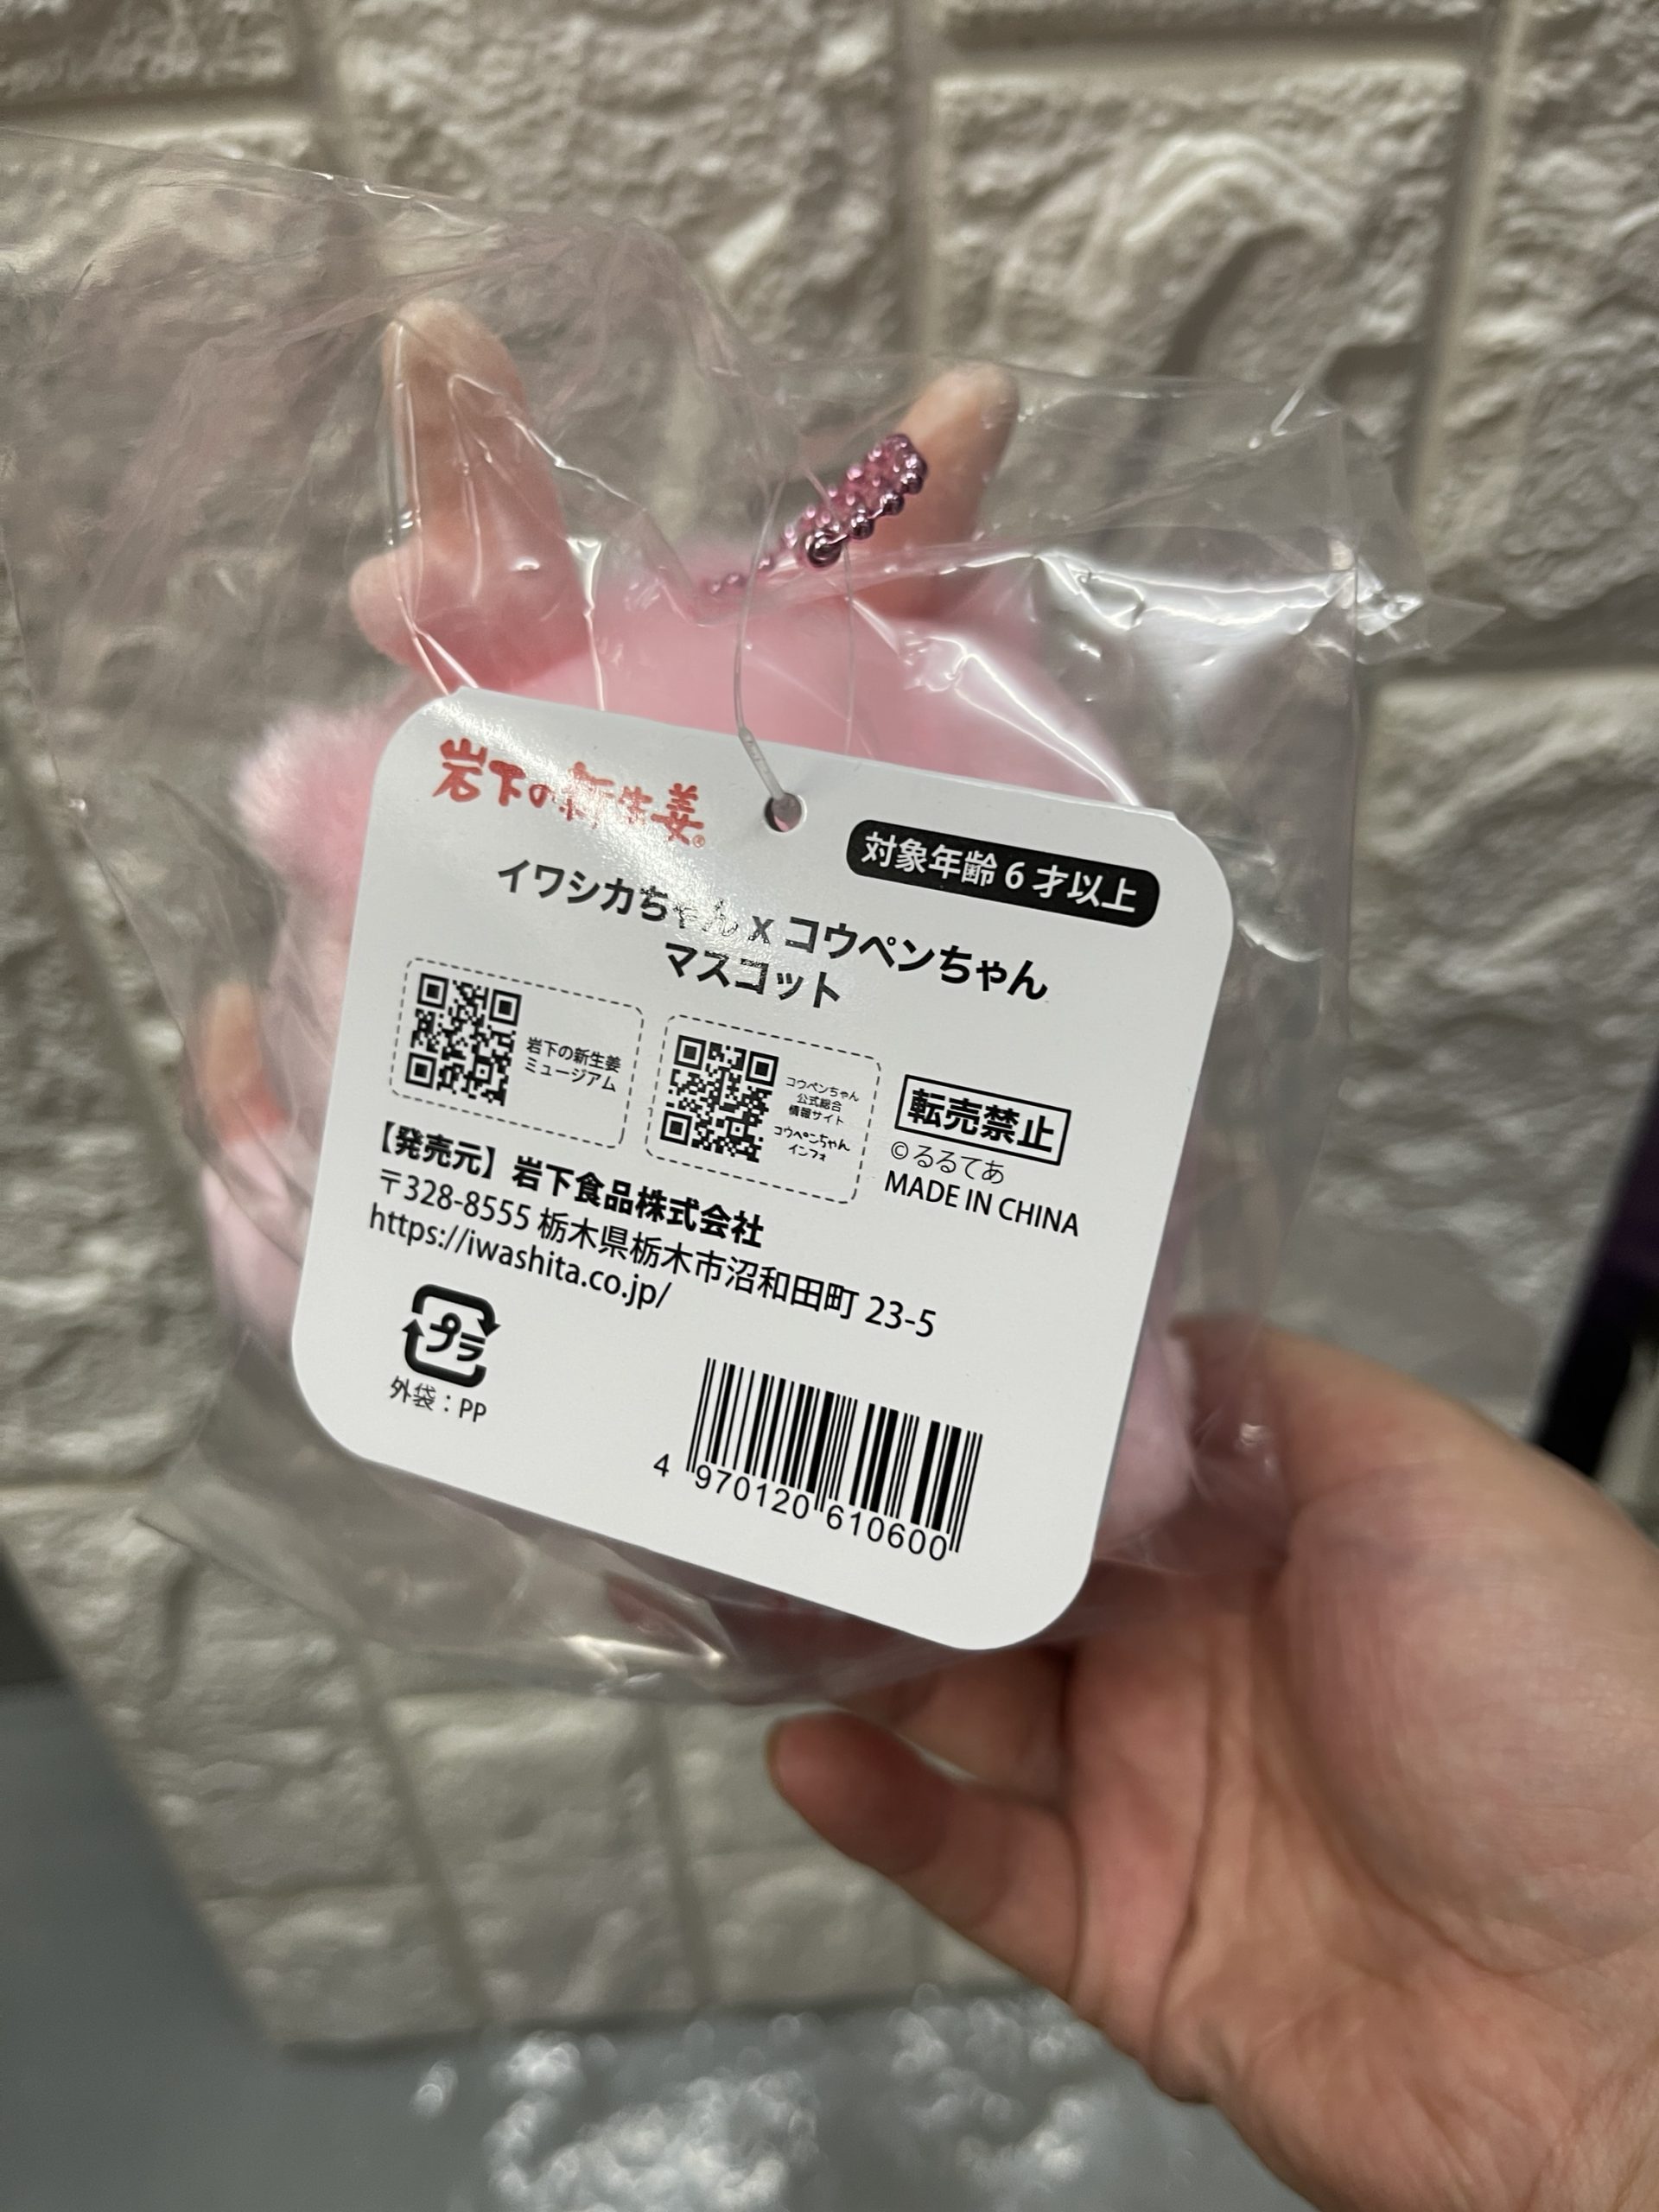 岩下の新生姜®
対象年齢 6 才以上
イワシカちゃん x コウペンちゃん
マスコット
岩下の新生姜
ミュージアム
コウペンちゃん
公式総合
情報サイト
コウペンちゃん
インフォ
転売禁止
©るるてあ
MADE IN CHINA
【発売元】岩下食品株式会社
〒328-8555 栃木県栃木市沼和田町 23-5
https://iwashita.co.jp/
プラ
外袋：PP
4 970120 610600